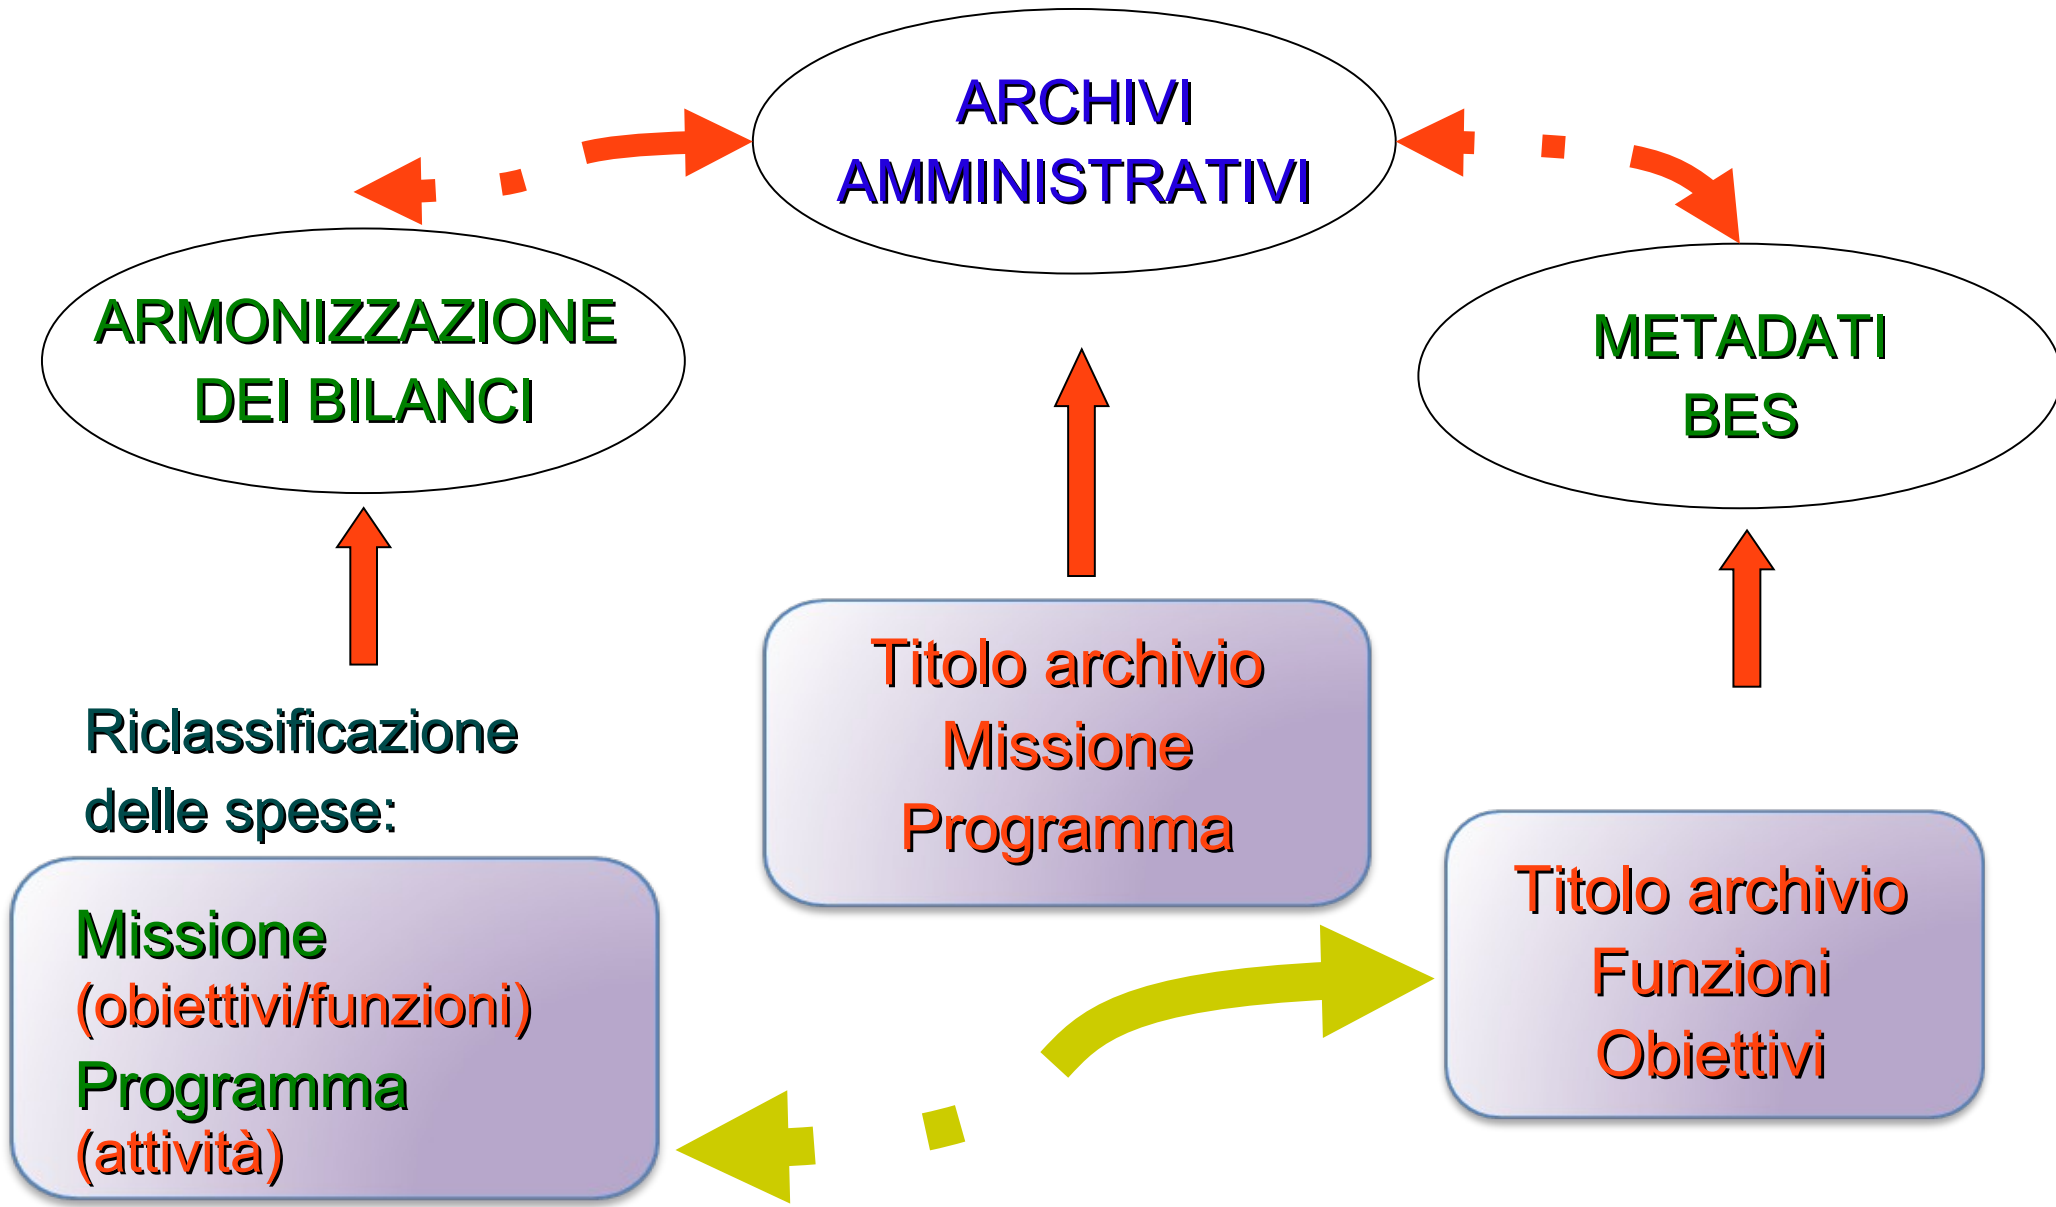 ARCHIVI
AMMINISTRATIVI
ARMONIZZAZIONE
DEI BILANCI
METADATI
BES
Riclassificazione
delle spese:
Missione
(obiettivi/funzioni)
Programma
(attività)
Titolo archivio
Missione
Programma
Titolo archivio
Funzioni
Obiettivi